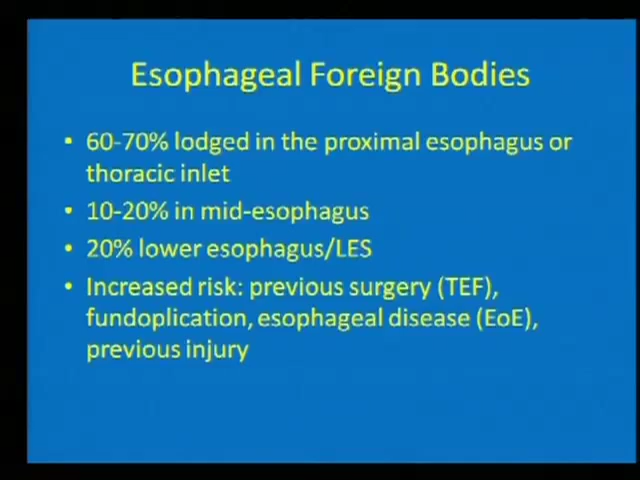 Esophageal Foreign Bodies
• 60-70% lodged in the proximal esophagus or
thoracic inlet
• 10-20% in mid-esophagus
• 20% lower esophagus/LES
• Increased risk: previous surgery (TEF),
fundoplication, esophageal disease (EoE),
previous injury